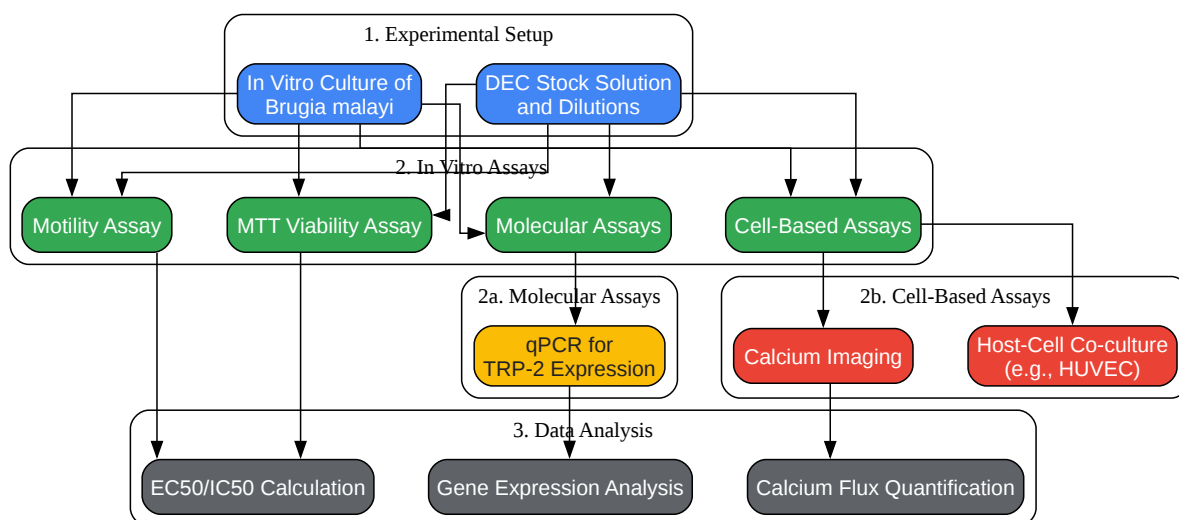 1. Experimental Setup
In Vitro Culture of
Brugia malayi
DEC Stock Solution
and Dilutions
2. In Vitro Assays
Motility Assay
MTT Viability Assay
Molecular Assays
Cell-Based Assays
2a. Molecular Assays
2b. Cell-Based Assays
qPCR for
TRP-2 Expression
Calcium Imaging
Host-Cell Co-culture
(e.g., HUVEC)
3. Data Analysis
EC50/IC50 Calculation
Gene Expression Analysis
Calcium Flux Quantification